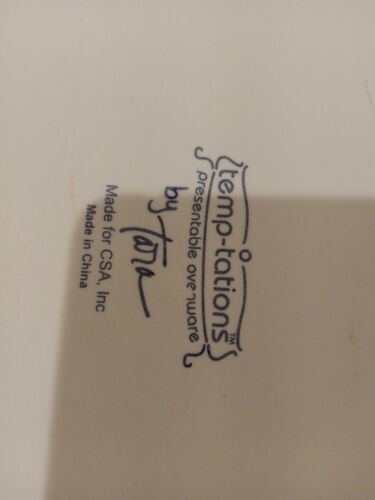 temp-tations™
presentable ovenware
by Tara
Made for CSA, Inc
Made in China